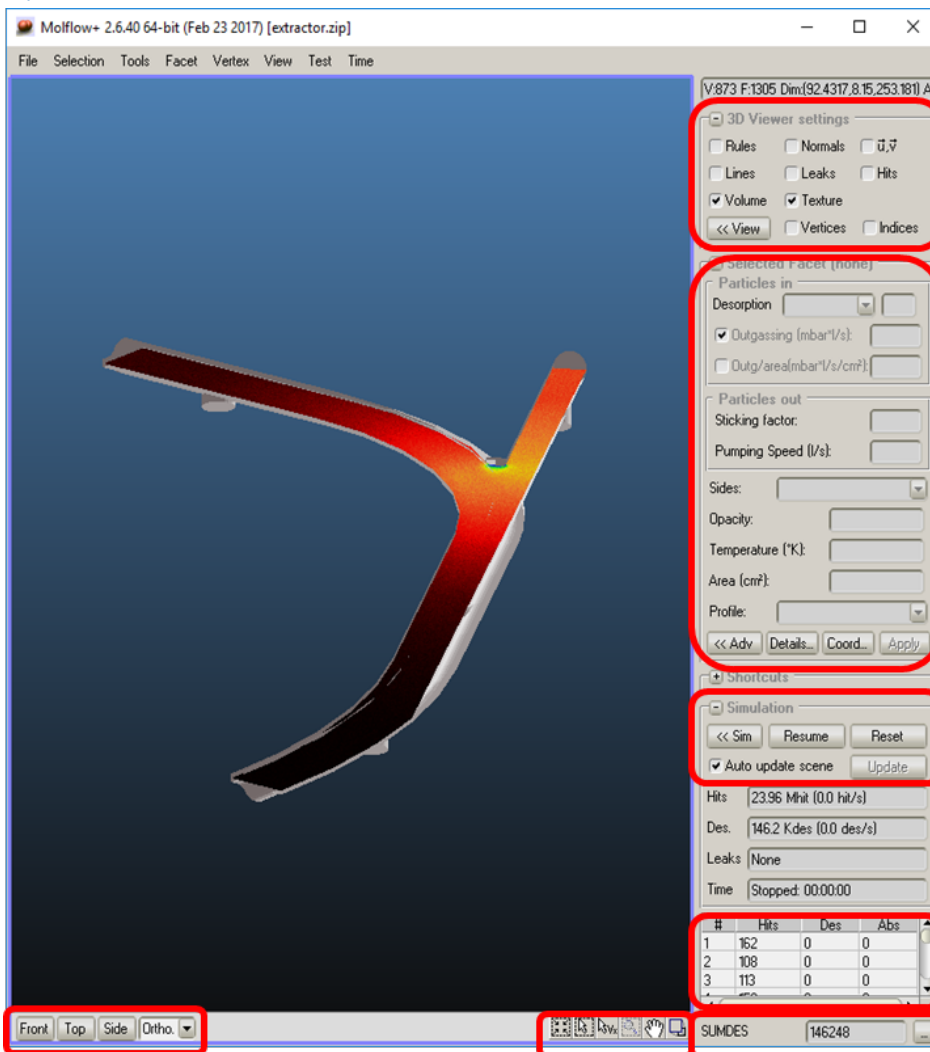 Molflow+ 2.6.40 64-bit (Feb 23 2017) [extractor.zip]
File Selection Tools Facet Vertex View Test Time
V:873 F:1305 Dim:(92.4317,8.15,253.181) A
3D Viewer settings
Rules Normals ū,v̄
Lines Leaks Hits
Volume Texture
<< View Vertices Indices
Selected Facet (none)
Particles in
Desorption
Outgassing (mbar*l/s):
Outg/area(mbar*l/s/cm²):
Particles out
Sticking factor:
Pumping Speed (l/s):
Sides:
Opacity:
Temperature (°K):
Area (cm²):
Profile:
<< Adv Details... Coord... Apply
Shortcuts
Simulation
<< Sim Resume Reset
Auto update scene Update
Hits 23.96 Mhit (0.0 hit/s)
Des. 146.2 Kdes (0.0 des/s)
Leaks None
Time Stopped: 00:00:00
# Hits Des Abs
1 162 0 0
2 108 0 0
3 113 0 0
Front Top Side Ortho.
SUMDES 146248 ...